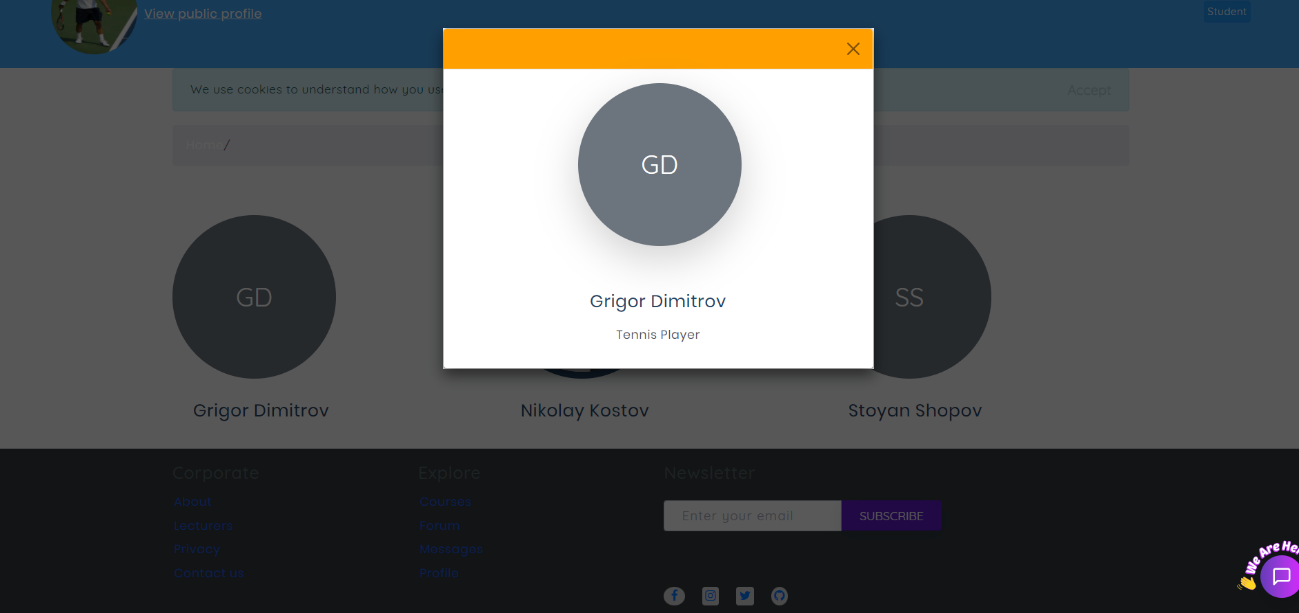 View public profile
Student
We use cookies to understand how you use
Accept
Home/
GD
Grigor Dimitrov
Tennis Player
GD
SS
Grigor Dimitrov
Nikolay Kostov
Stoyan Shopov
Corporate
Explore
Newsletter
About
Courses
Enter your email
SUBSCRIBE
Lecturers
Forum
Privacy
Messages
Contact us
Profile
We Are He